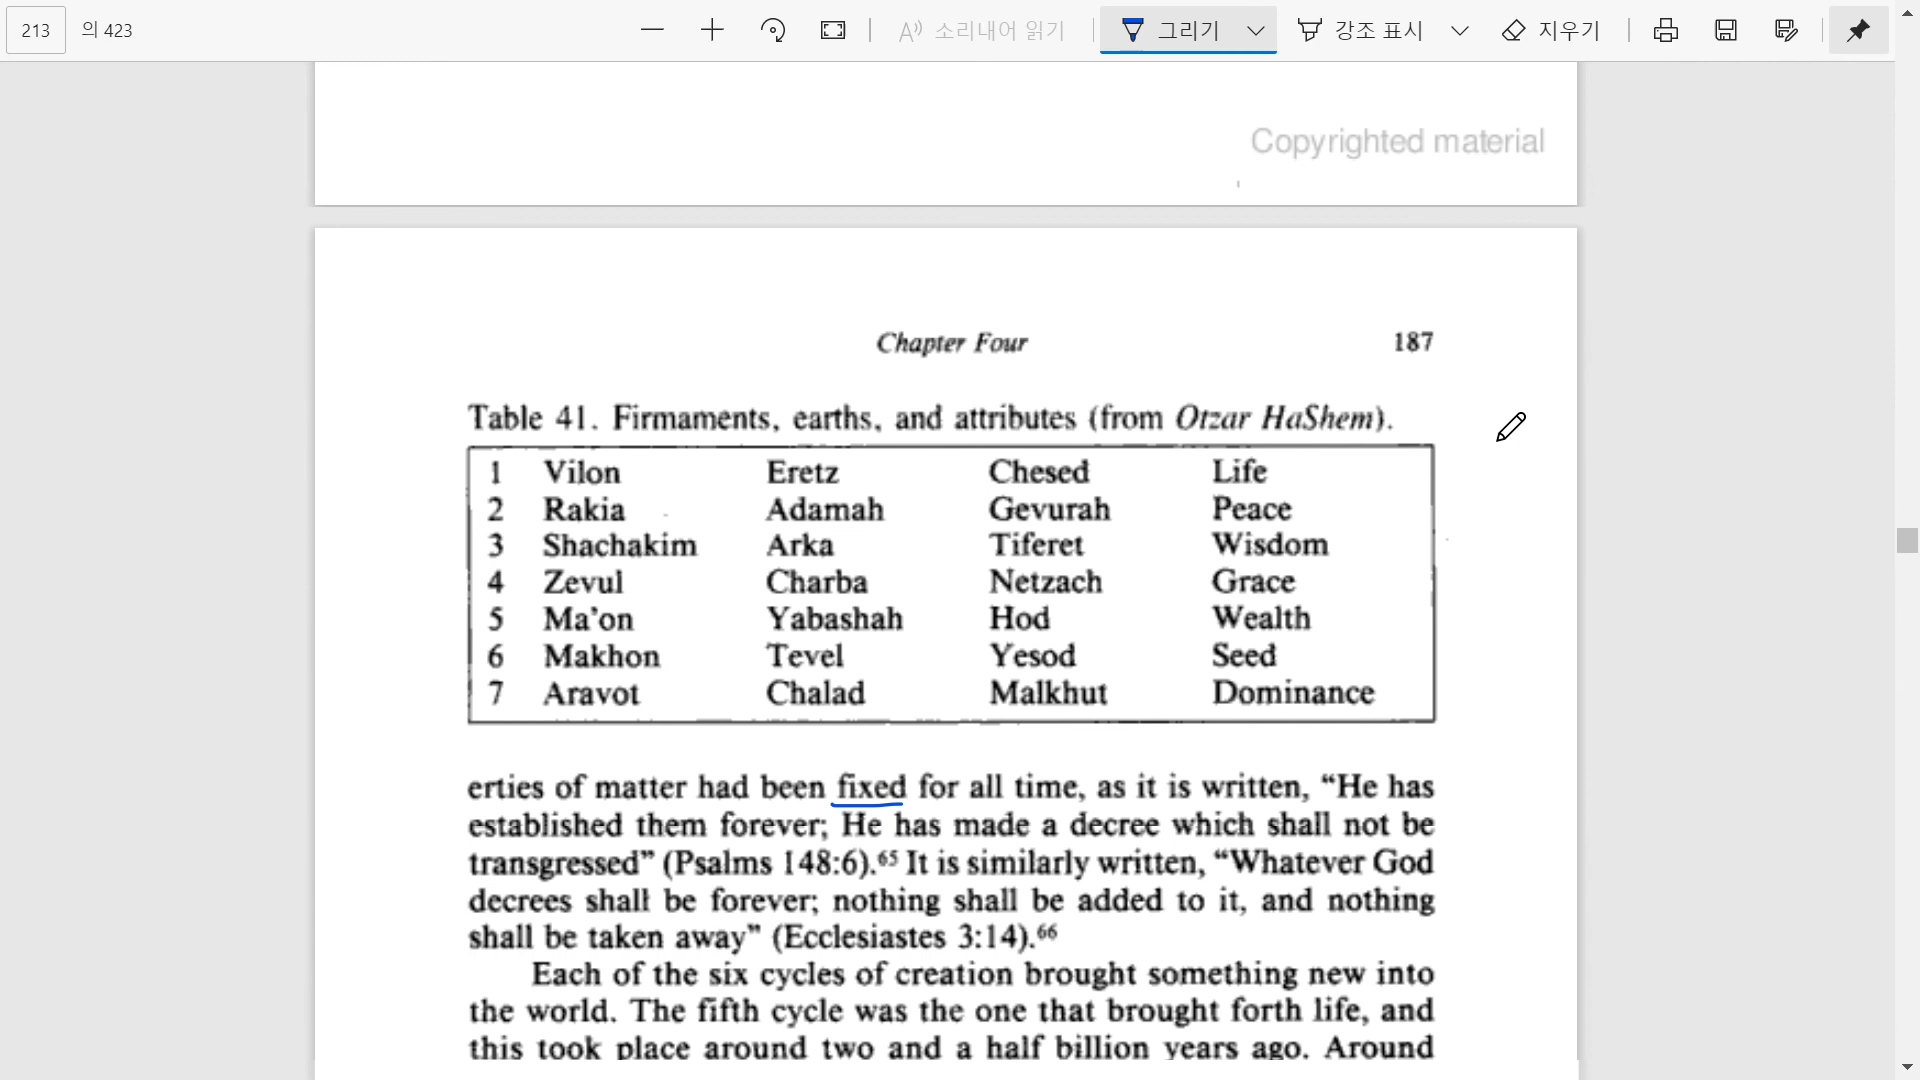 213 의 423 A 소리내어 읽기 그리기 강조 표시 지우기
Copyrighted material
Chapter Four 187
Table 41. Firmaments, earths, and attributes (from Otzar HaShem).
1 Vilon Eretz Chesed Life
2 Rakia Adamah Gevurah Peace
3 Shachakim Arka Tiferet Wisdom
4 Zevul Charba Netzach Grace
5 Ma'on Yabashah Hod Wealth
6 Makhon Tevel Yesod Seed
7 Aravot Chalad Malkhut Dominance
erties of matter had been fixed for all time, as it is written, “He has
established them forever; He has made a decree which shall not be
transgressed” (Psalms 148:6).⁶⁵ It is similarly written, “Whatever God
decrees shall be forever; nothing shall be added to it, and nothing
shall be taken away” (Ecclesiastes 3:14).⁶⁶
Each of the six cycles of creation brought something new into
the world. The fifth cycle was the one that brought forth life, and
this took place around two and a half billion years ago. Around